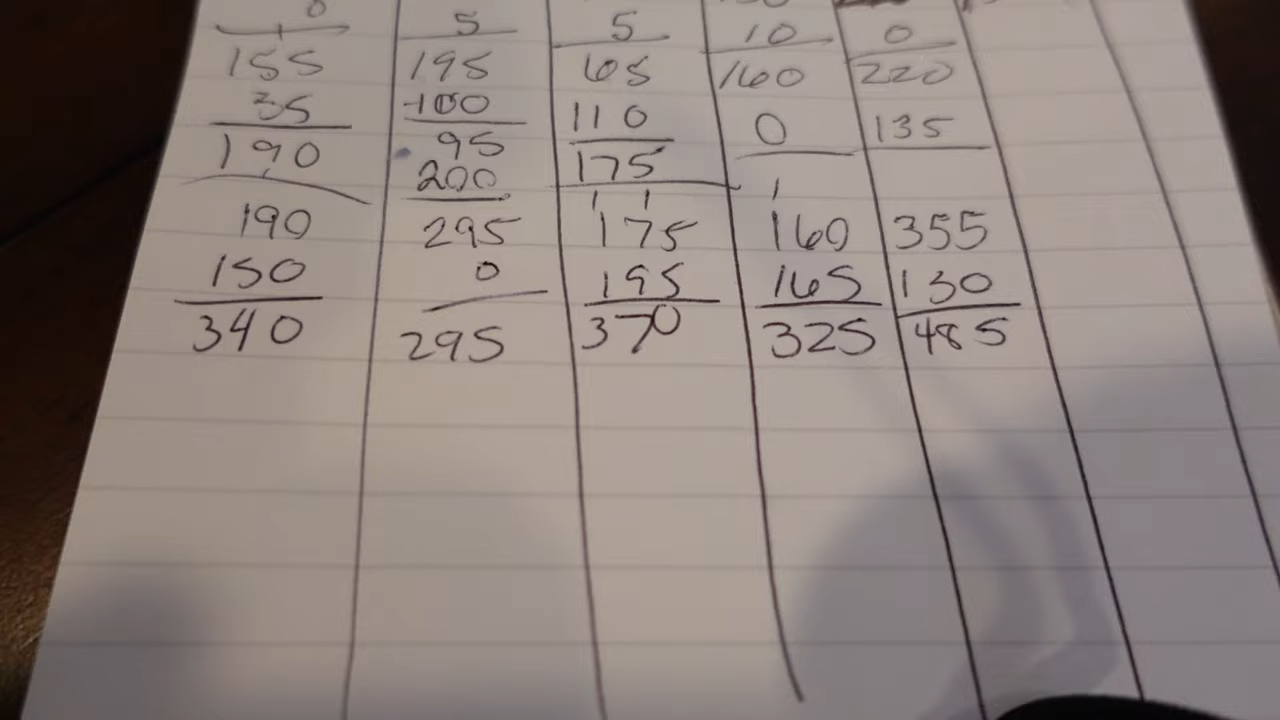 0 5 5 10 0
155 195 65 160 220
35 -100 110 0 135
190 95 175
200
190 295 175 160 355
150 0 195 165 130
340 295 370 325 485